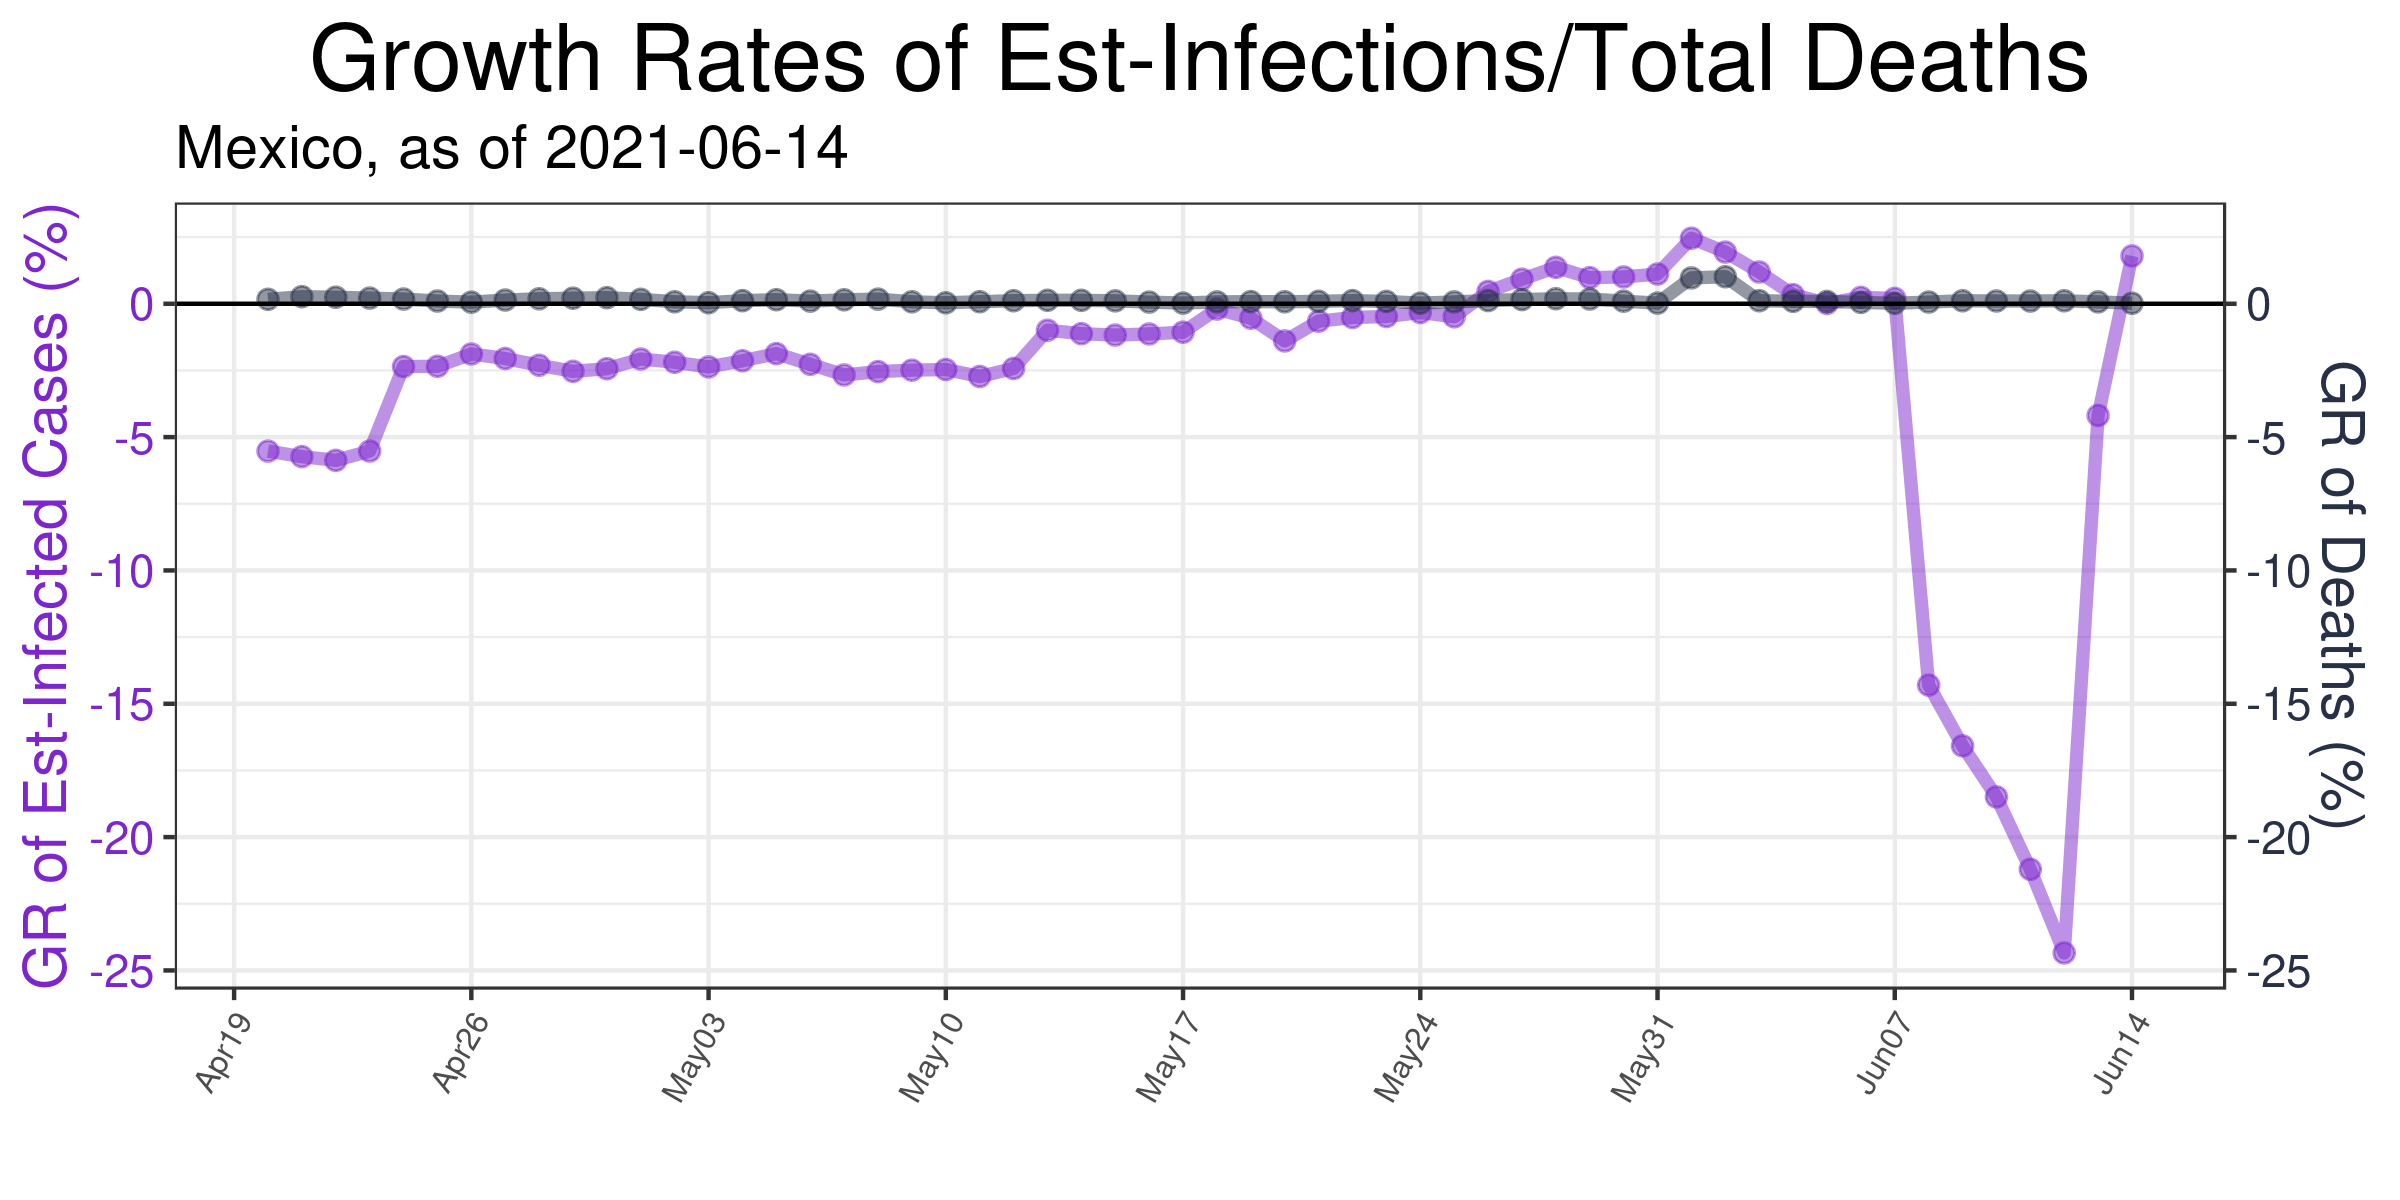 Growth Rates of Est-Infections/Total Deaths
Mexico, as of 2021-06-14
GR of Est-Infected Cases (%)
0
-5
-10
-15
-20
-25
0
-5
-10
-15
-20
-25
GR of Deaths (%)
Apr19
Apr26
May03
May10
May17
May24
May31
Jun07
Jun14